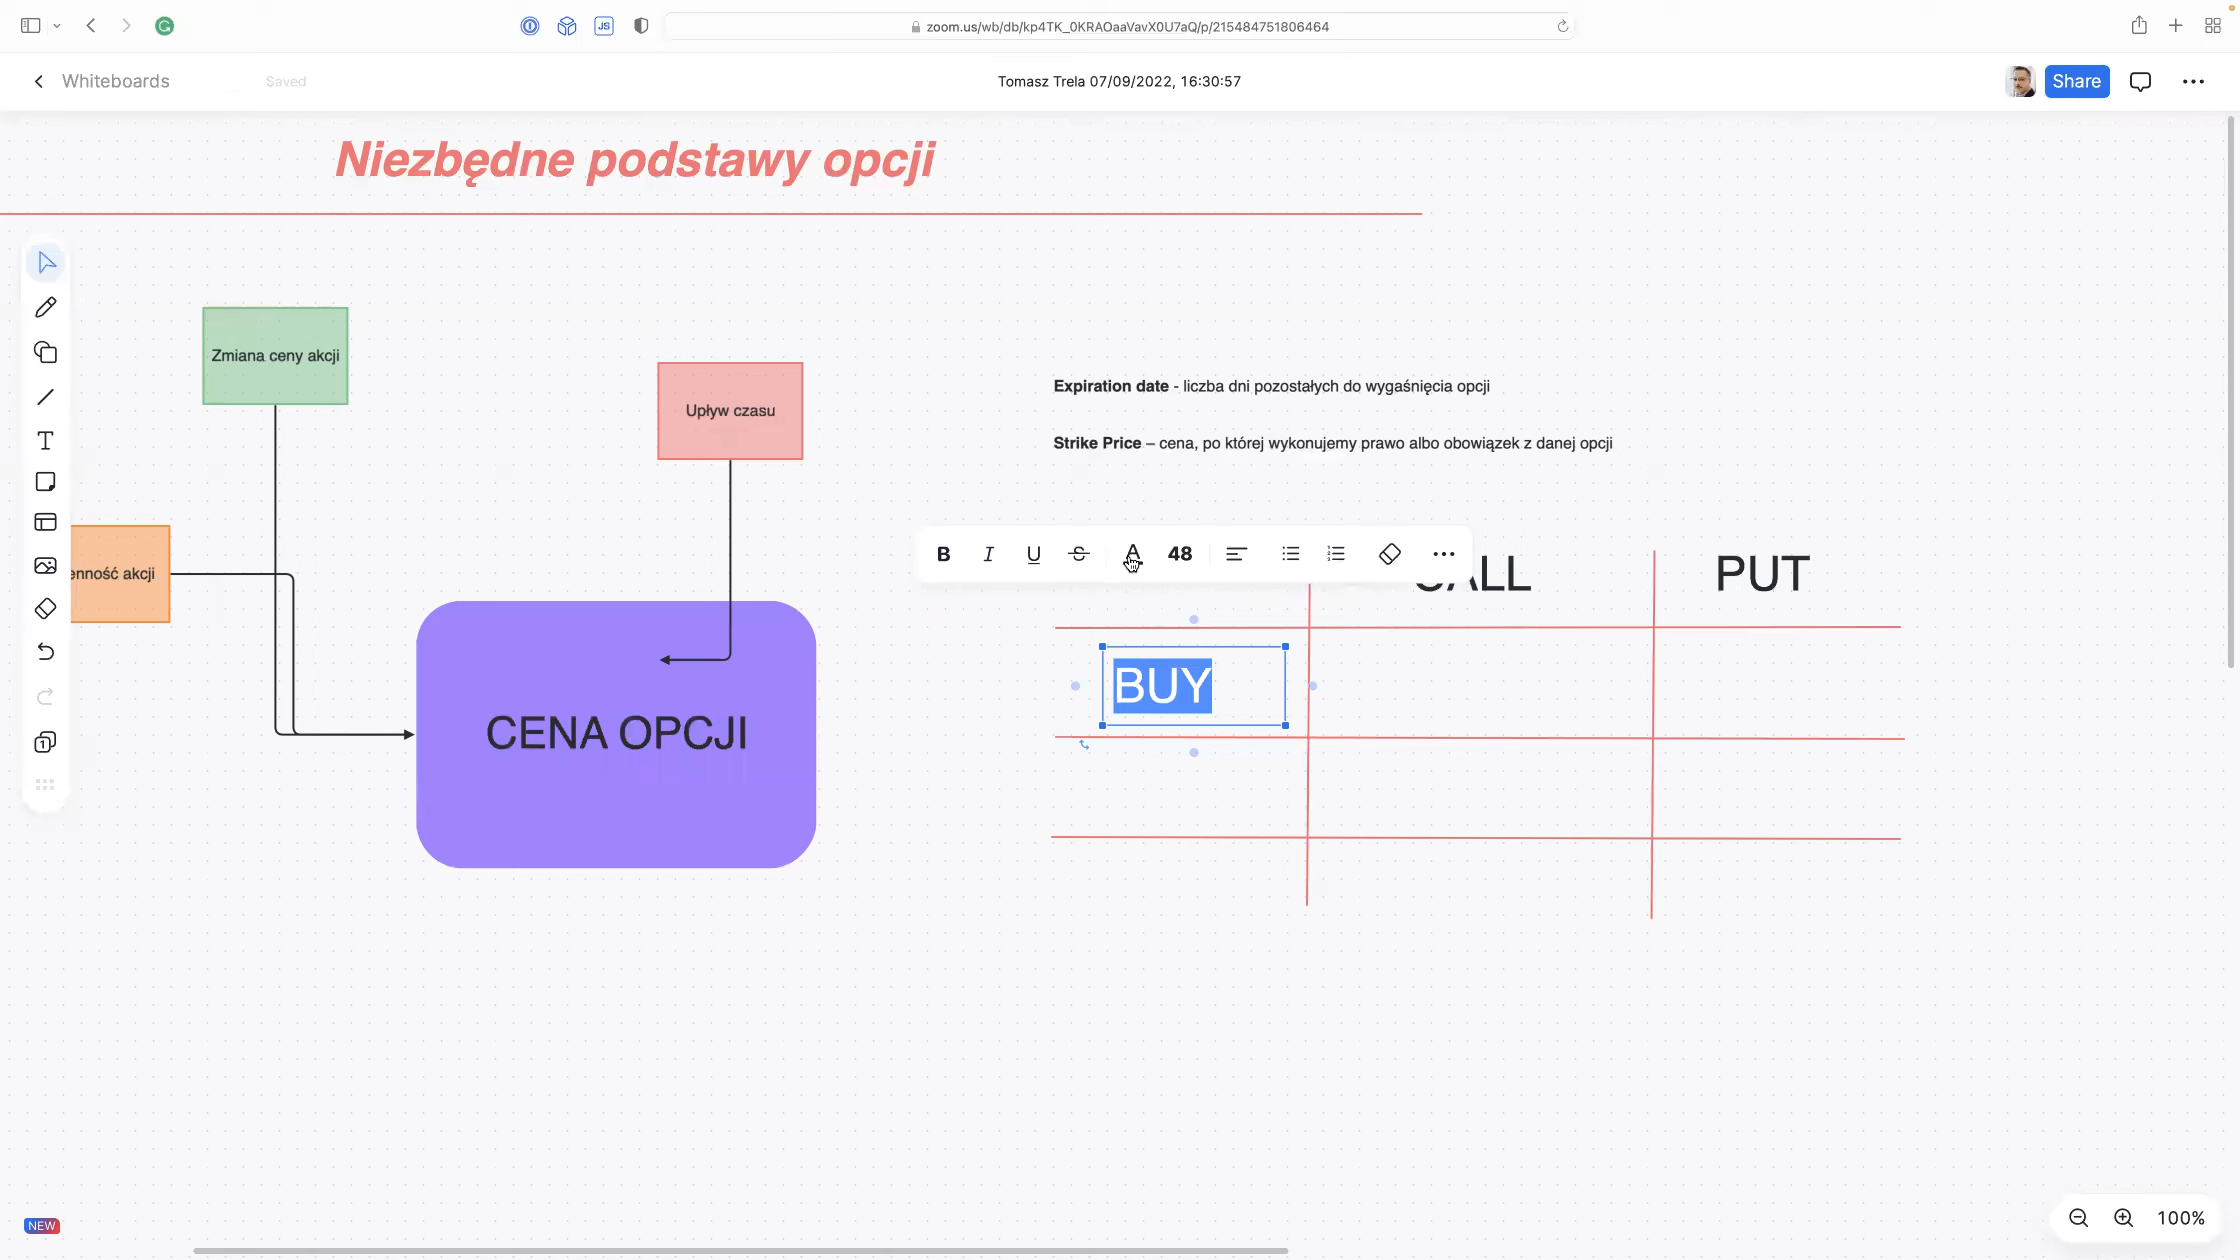 zoom.us/wb/db/kp4TK_0KRAOaaVavX0U7aQ/p/215484751806464
JS
Whiteboards
Saved
Tomasz Trela 07/09/2022, 16:30:57
Share
Niezbędne podstawy opcji
Zmiana ceny akcji
Upływ czasu
Expiration date - liczba dni pozostałych do wygaśnięcia opcji
Strike Price – cena, po której wykonujemy prawo albo obowiązek z danej opcji
B I U S A 48
PUT
akcji
BUY
CENA OPCJI
1
NEW
100%